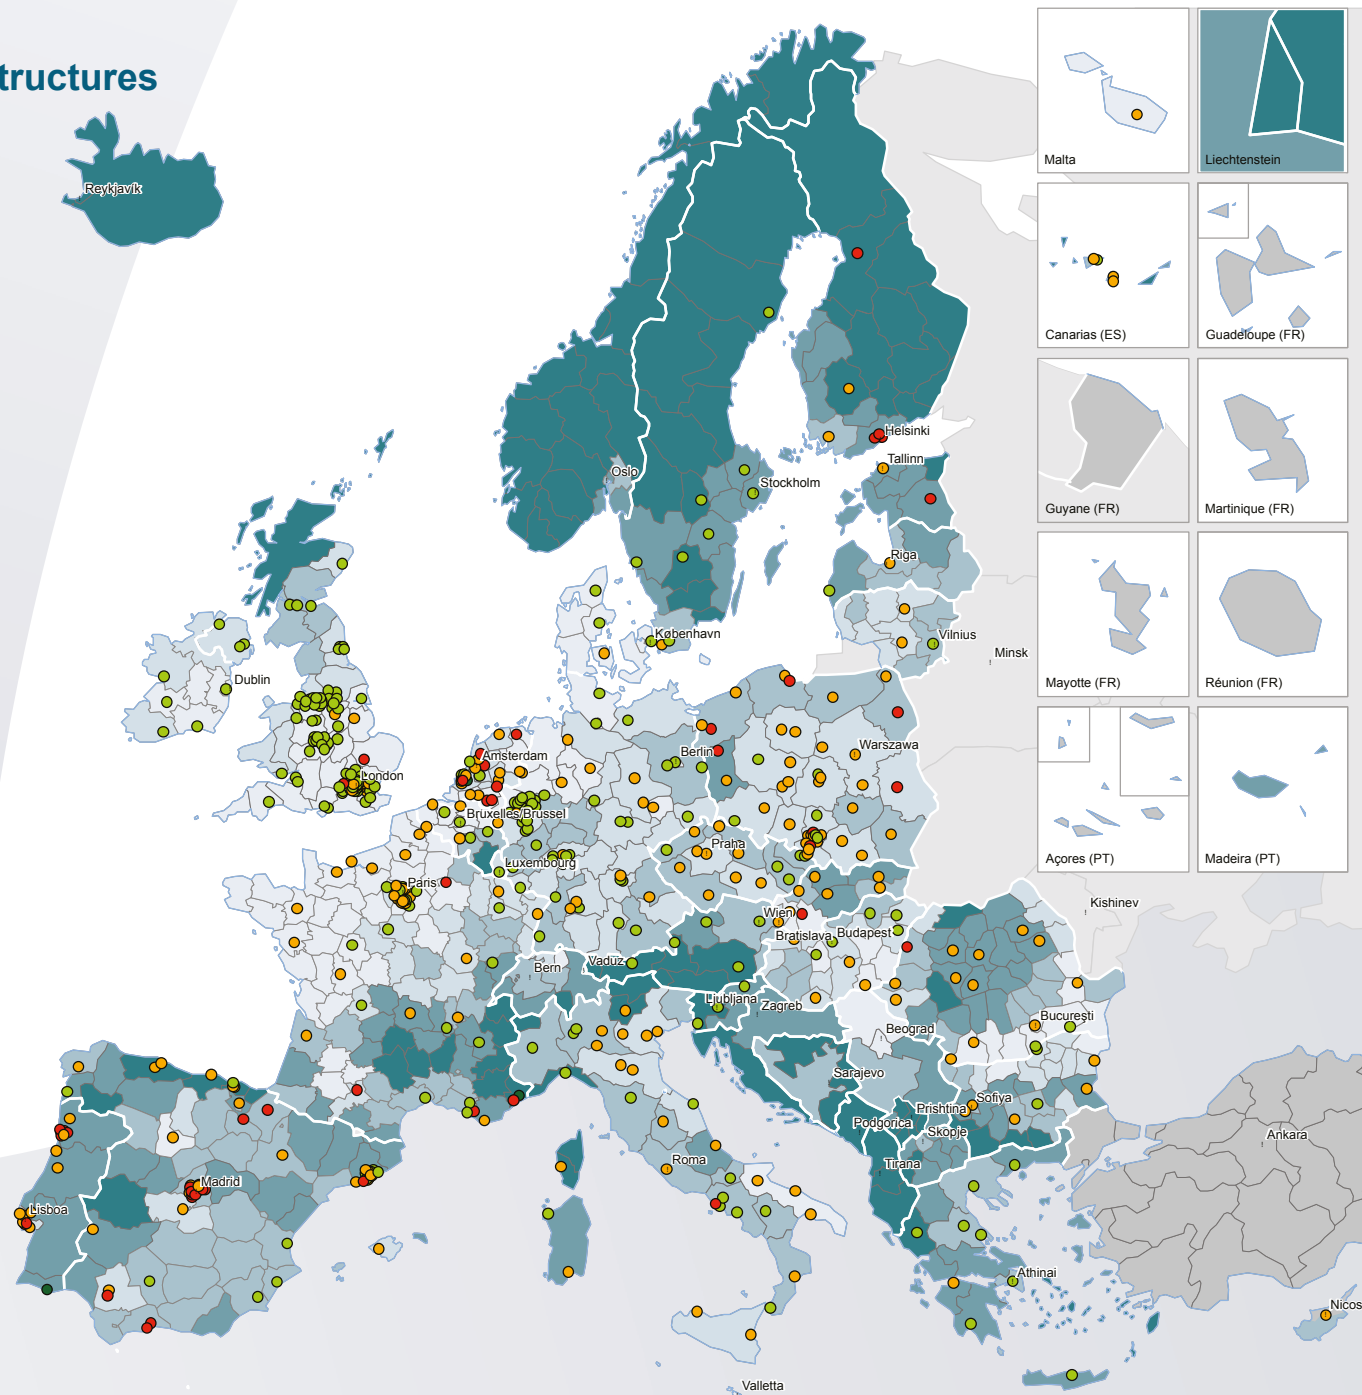 tructures
Reykjavík
Malta
Liechtenstein
Canarias (ES)
Guadeloupe (FR)
Guyane (FR)
Martinique (FR)
Mayotte (FR)
Réunion (FR)
Açores (PT)
Madeira (PT)
Helsinki
Tallinn
Oslo
Stockholm
Riga
København
Vilnius
Minsk
Dublin
Amsterdam
Berlin
Warszawa
London
Bruxelles/Brussel
Praha
Luxembourg
Paris
Kishinev
Wien
Bratislava
Budapest
Bern
Vaduz
Ljubljana
Zagreb
Beograd
Bucureşti
Sarajevo
Prishtina
Sofiya
Podgorica
Skopje
Ankara
Roma
Tirana
Madrid
Lisboa
Athinai
Nicos
Valletta